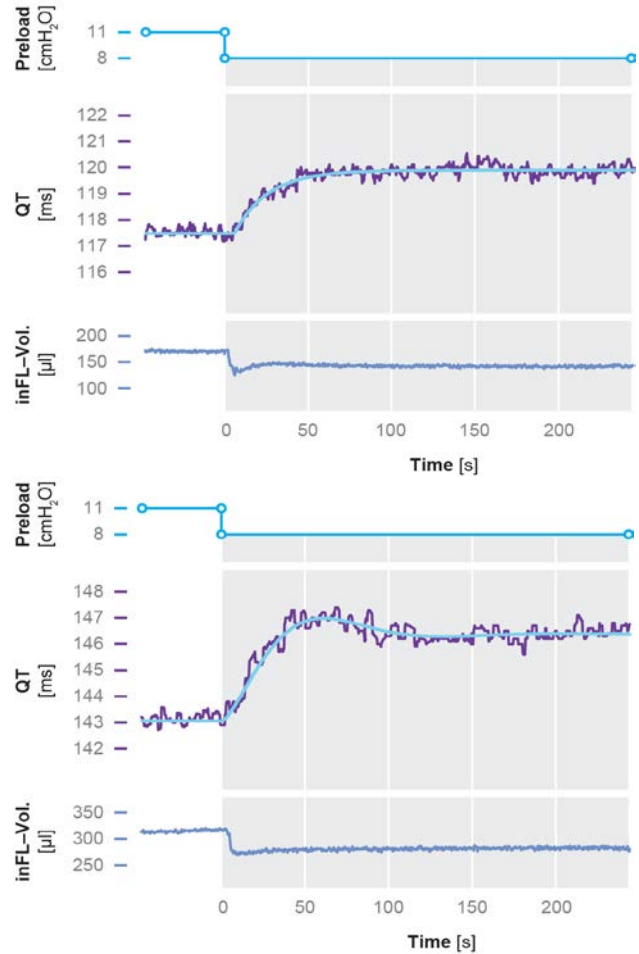 Preload
[cmH₂O]
11
8
QT
[ms]
122
121
120
119
118
117
116
inFL–Vol.
[µl]
200
150
100
0 50 100 150 200
Time [s]
Preload
[cmH₂O]
11
8
QT
[ms]
148
147
146
145
144
143
142
inFL–Vol.
[µl]
350
300
250
0 50 100 150 200
Time [s]